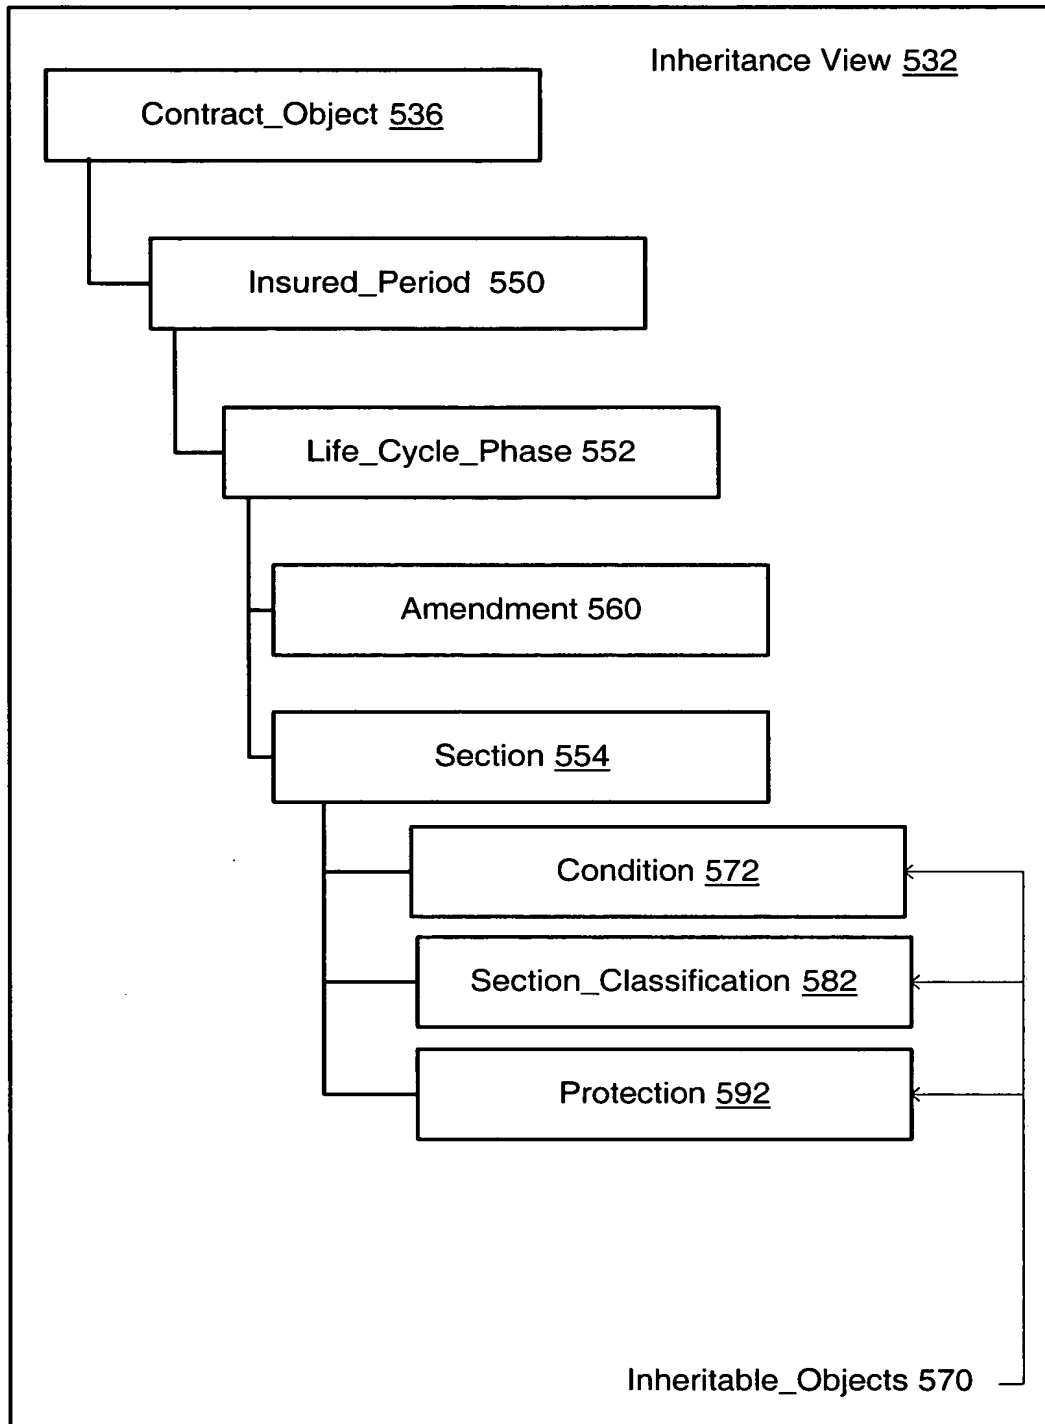 Inheritance View 532
Contract_Object 536
Insured_Period 550
Life_Cycle_Phase 552
Amendment 560
Section 554
Condition 572
Section_Classification 582
Protection 592
Inheritable_Objects 570